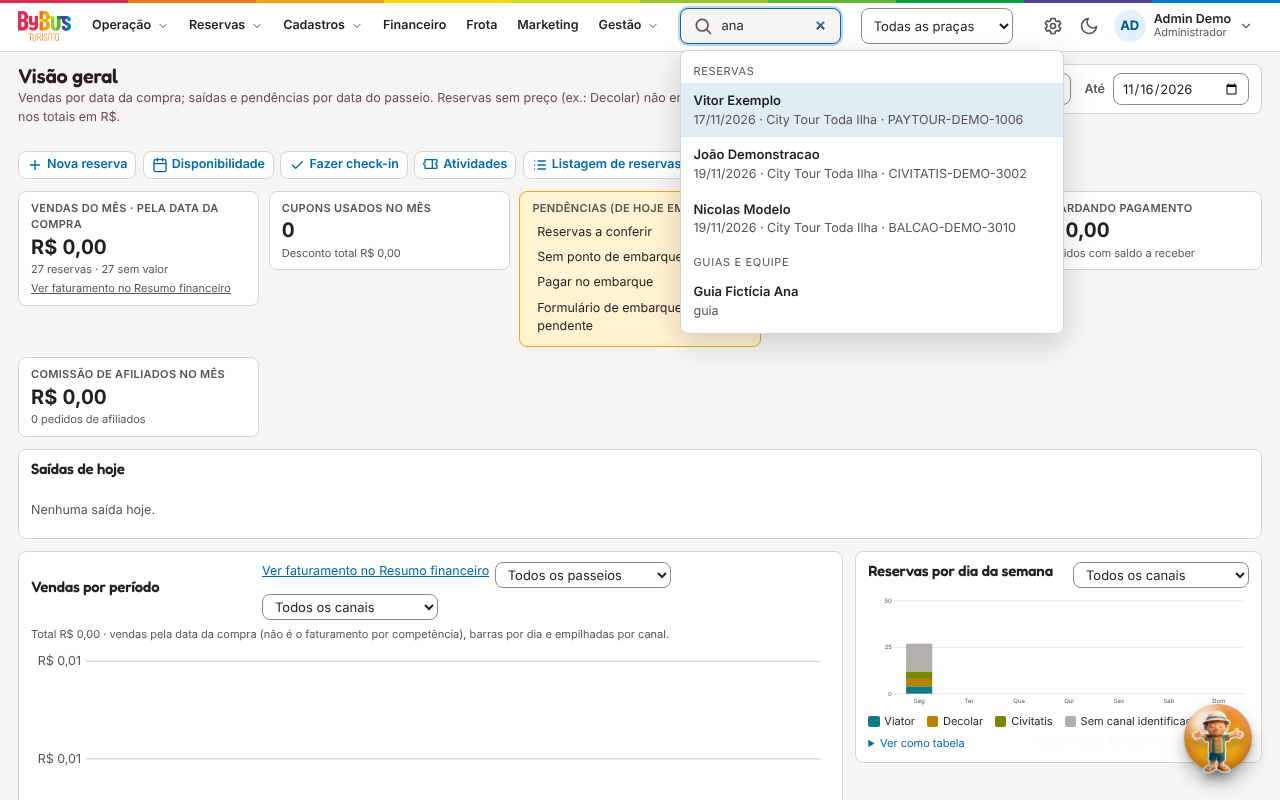 ByBus
TURISMO
Operação
Reservas
Cadastros
Financeiro
Frota
Marketing
Gestão
ana
Todas as praças
AD
Admin Demo
Administrador
RESERVAS
Vitor Exemplo
17/11/2026 · City Tour Toda Ilha · PAYTOUR-DEMO-1006
João Demonstracao
19/11/2026 · City Tour Toda Ilha · CIVITATIS-DEMO-3002
Nicolas Modelo
19/11/2026 · City Tour Toda Ilha · BALCAO-DEMO-3010
GUIAS E EQUIPE
Guia Fictícia Ana
guia
Visão geral
Vendas por data da compra; saídas e pendências por data do passeio. Reservas sem preço (ex.: Decolar) não
nos totais em R$.
Até
11/16/2026
Nova reserva
Disponibilidade
Fazer check-in
Atividades
Listagem de reservas
VENDAS DO MÊS · PELA DATA DA
COMPRA
R$ 0,00
27 reservas · 27 sem valor
Ver faturamento no Resumo financeiro
CUPONS USADOS NO MÊS
0
Desconto total R$ 0,00
PENDÊNCIAS (DE HOJE EM
Reservas a conferir
Sem ponto de embarque
Pagar no embarque
Formulário de embarque
pendente
PAGAMENTO
0,00
com saldo a receber
COMISSÃO DE AFILIADOS NO MÊS
R$ 0,00
0 pedidos de afiliados
Saídas de hoje
Nenhuma saída hoje.
Vendas por período
Ver faturamento no Resumo financeiro
Todos os passeios
Todos os canais
Total R$ 0,00 · vendas pela data da compra (não é o faturamento por competência), barras por dia e empilhadas por canal.
R$ 0,01
R$ 0,01
Reservas por dia da semana
Todos os canais
50
25
0
Seg
Ter
Qua
Qui
Sex
Sáb
Dom
Viator
Decolar
Civitatis
Sem canal
Ver como tabela